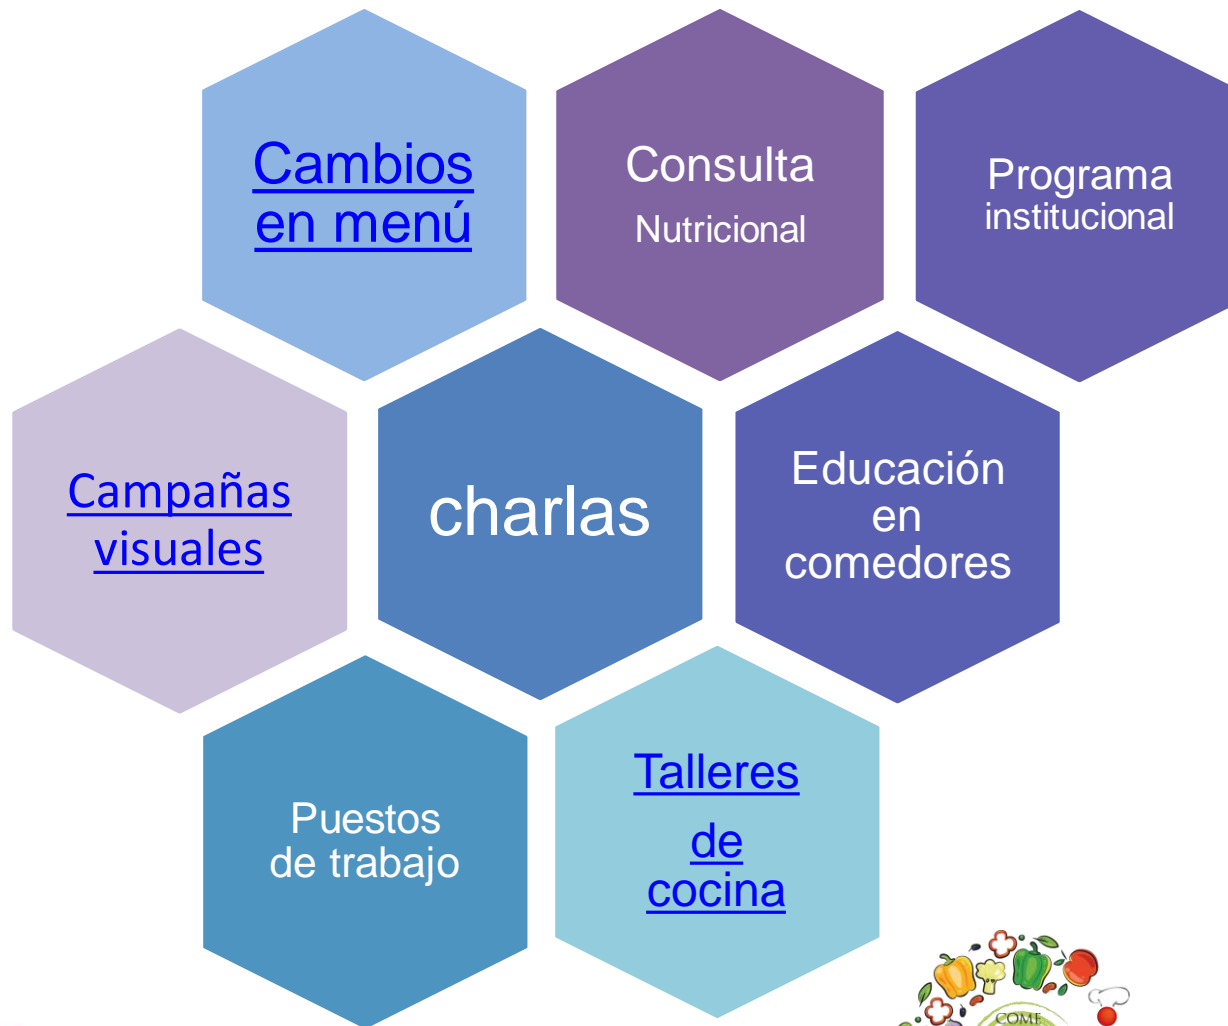 Cambios
en menú
Consulta
Nutricional
Programa
institucional
Campañas
visuales
charlas
Educación
en
comedores
Puestos
de trabajo
Talleres
de
cocina
COME